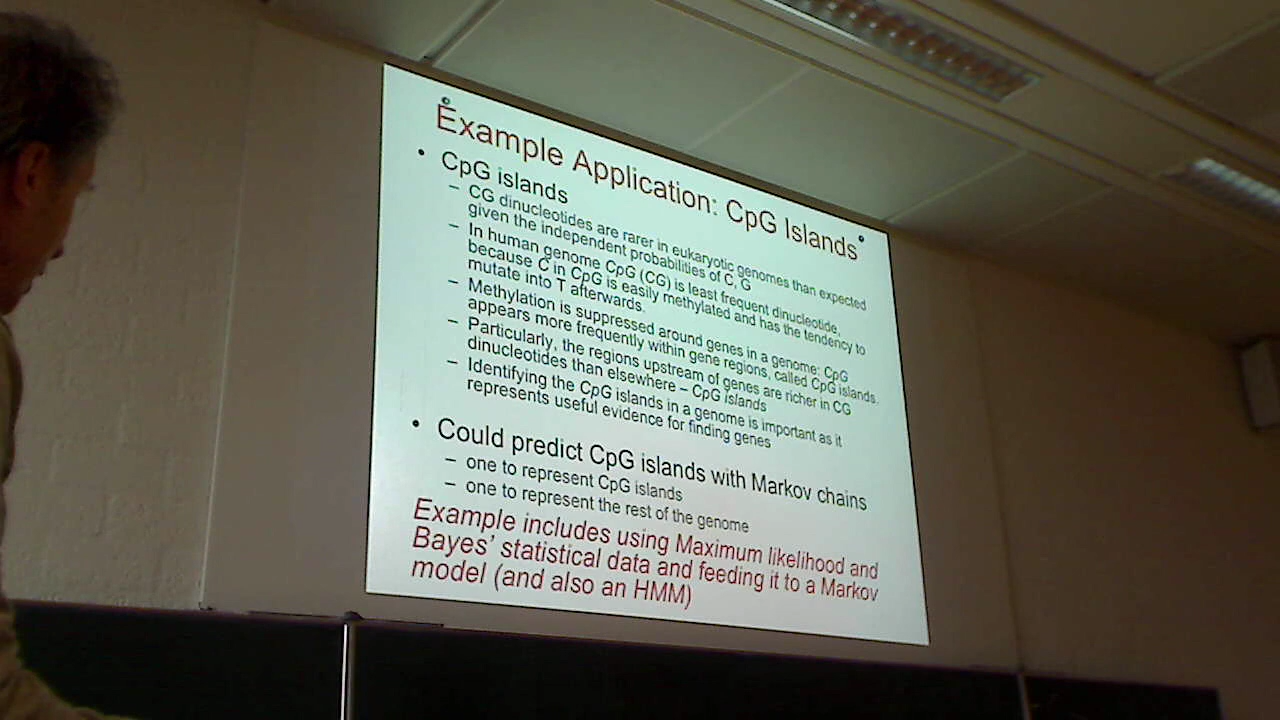 Example Application: CpG Islands
• CpG islands
– CG dinucleotides are rarer in eukaryotic genomes than expected
given the independent probabilities of C, G
– In human genome CpG (CG) is least frequent dinucleotide,
because C in CpG is easily methylated and has the tendency to
mutate into T afterwards.
– Methylation is suppressed around genes in a genome: CpG
appears more frequently within gene regions, called CpG islands.
– Particularly, the regions upstream of genes are richer in CG
dinucleotides than elsewhere – CpG islands
– Identifying the CpG islands in a genome is important as it
represents useful evidence for finding genes
• Could predict CpG islands with Markov chains
– one to represent CpG islands
– one to represent the rest of the genome
Example includes using Maximum likelihood and
Bayes’ statistical data and feeding it to a Markov
model (and also an HMM)